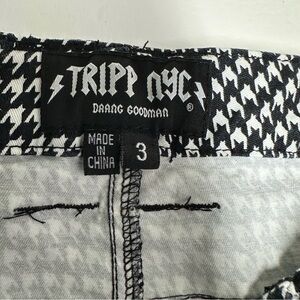 TRIPP NYC
DAANG GOODMAN ®
MADE IN CHINA
3